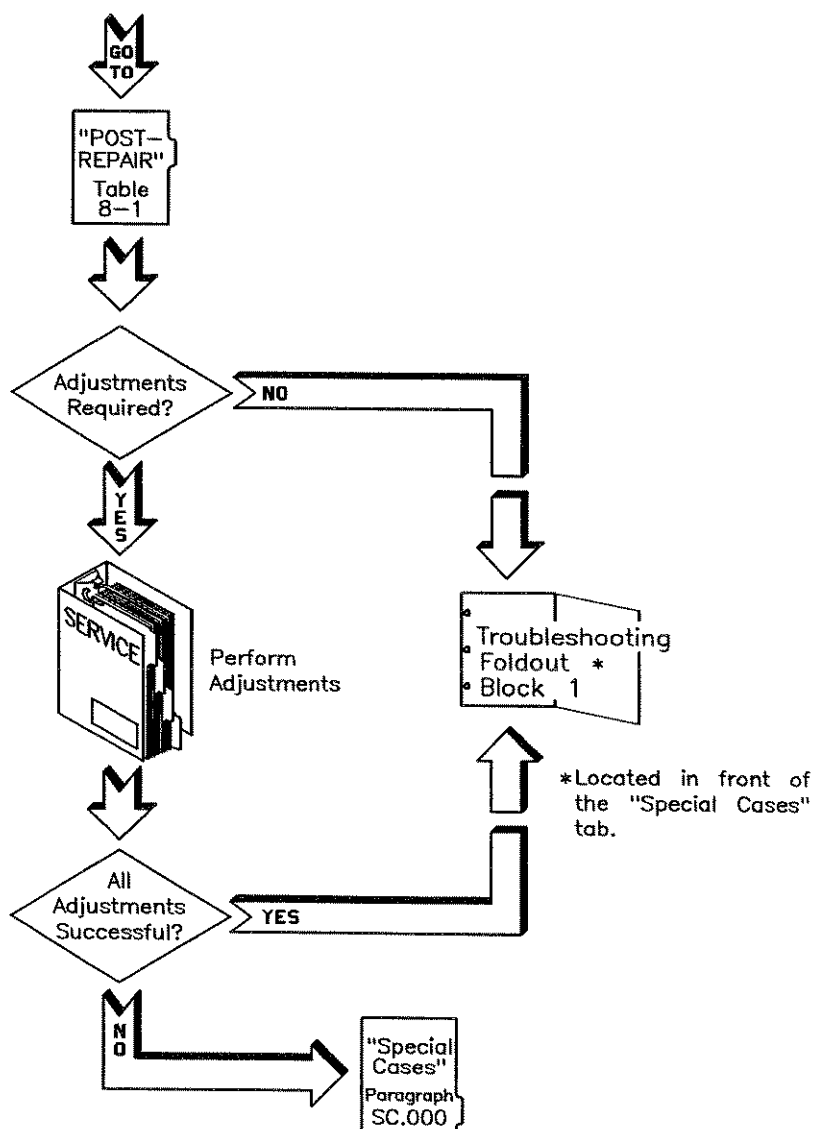 GO
TO
"POST-
REPAIR"
Table
8-1
Adjustments
Required?
NO
YES
SERVICE
Perform
Adjustments
Troubleshooting
Foldout *
Block 1
*Located in front of
the "Special Cases"
tab.
All
Adjustments
Successful?
YES
NO
"Special
Cases"
Paragraph
SC.000